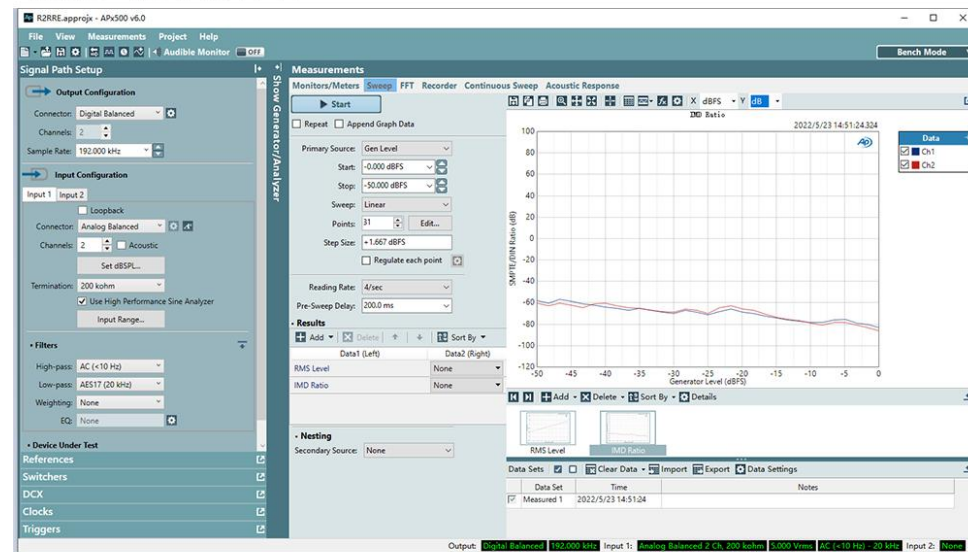 R2RRE.approjx - APx500 v6.0
File View Measurements Project Help
Audible Monitor OFF
Bench Mode
Signal Path Setup
Output Configuration
Connector: Digital Balanced
Channels: 2
Sample Rate: 192.000 kHz
Input Configuration
Input 1 Input 2
Loopback
Connector: Analog Balanced
Channels: 2 Acoustic
Set dBSPL...
Termination: 200 kohm
Use High Performance Sine Analyzer
Input Range...
Filters
High-pass: AC (<10 Hz)
Low-pass: AES17 (20 kHz)
Weighting: None
EQ: None
Device Under Test
References
Switchers
DCX
Clocks
Triggers
Show Generator/Analyzer
Measurements
Monitors/Meters Sweep FFT Recorder Continuous Sweep Acoustic Response
Start
Repeat Append Graph Data
Primary Source: Gen Level
Start: -0.000 dBFS
Stop: -50.000 dBFS
Sweep: Linear
Points: 31 Edit...
Step Size: +1.667 dBFS
Regulate each point
Reading Rate: 4/sec
Pre-Sweep Delay: 200.0 ms
Results
Add Delete Sort By
Data1 (Left) Data2 (Right)
RMS Level None
IMD Ratio None
Nesting
Secondary Source: None
X dBFS Y dB
IMD Ratio
2022/5/23 14:51:24.324
AP
Data
Ch1
Ch2
SMPTE/DIN Ratio (dB)
100
80
60
40
20
0
-20
-40
-60
-80
-100
-120
-50 -45 -40 -35 -30 -25 -20 -15 -10 -5 0
Generator Level (dBFS)
Add Delete Sort By Details
RMS Level IMD Ratio
Data Sets Clear Data Import Export Data Settings
Data Set Time Notes
Measured 1 2022/5/23 14:51:24
Output: Digital Balanced 192.000 kHz Input 1: Analog Balanced 2 Ch, 200 kohm 5.000 Vrms AC (<10 Hz) - 20 kHz Input 2: None